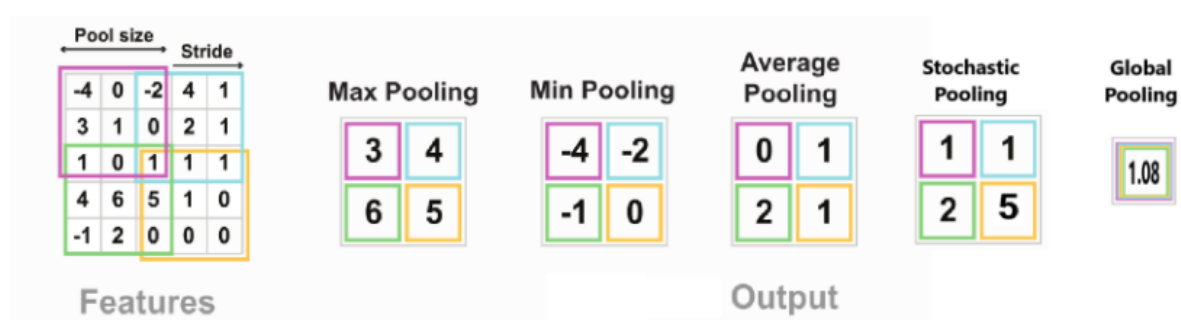 Pool size
Stride
-4 0 -2 4 1
3 1 0 2 1
1 0 1 1 1
4 6 5 1 0
-1 2 0 0 0
Features
Max Pooling
3 4
6 5
Min Pooling
-4 -2
-1 0
Average
Pooling
0 1
2 1
Stochastic
Pooling
1 1
2 5
Global
Pooling
1.08
Output